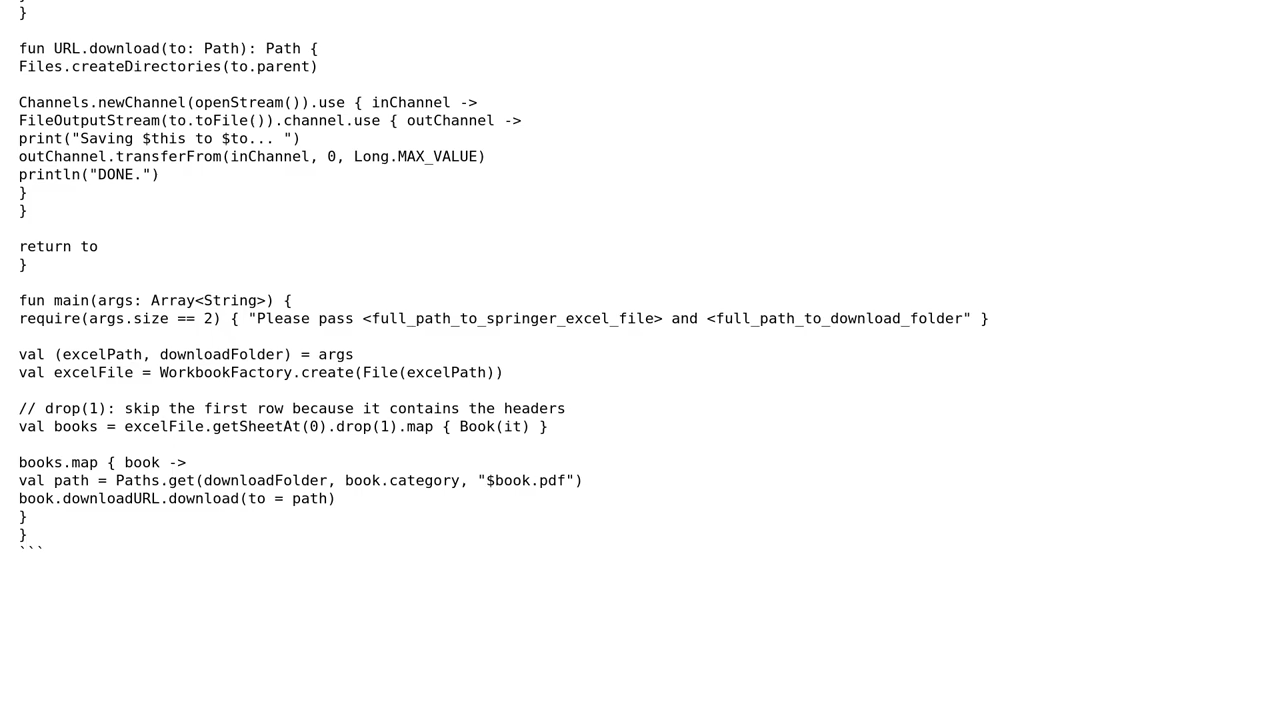 }

fun URL.download(to: Path): Path {
Files.createDirectories(to.parent)

Channels.newChannel(openStream()).use { inChannel ->
FileOutputStream(to.toFile()).channel.use { outChannel ->
print("Saving $this to $to... ")
outChannel.transferFrom(inChannel, 0, Long.MAX_VALUE)
println("DONE.")
}
}

return to
}

fun main(args: Array<String>) {
require(args.size == 2) { "Please pass <full_path_to_springer_excel_file> and <full_path_to_download_folder" }

val (excelPath, downloadFolder) = args
val excelFile = WorkbookFactory.create(File(excelPath))

// drop(1): skip the first row because it contains the headers
val books = excelFile.getSheetAt(0).drop(1).map { Book(it) }

books.map { book ->
val path = Paths.get(downloadFolder, book.category, "$book.pdf")
book.downloadURL.download(to = path)
}
}
```